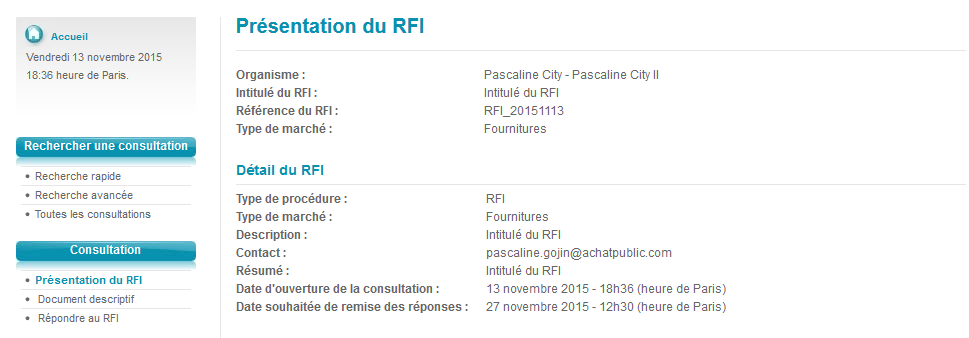 Accueil
Vendredi 13 novembre 2015
18:36 heure de Paris.
Rechercher une consultation
Recherche rapide
Recherche avancée
Toutes les consultations
Consultation
Présentation du RFI
Document descriptif
Répondre au RFI
Présentation du RFI
Organisme : Pascaline City - Pascaline City II
Intitulé du RFI : Intitulé du RFI
Référence du RFI : RFI_20151113
Type de marché : Fournitures
Détail du RFI
Type de procédure : RFI
Type de marché : Fournitures
Description : Intitulé du RFI
Contact : pascaline.gojin@achatpublic.com
Résumé : Intitulé du RFI
Date d'ouverture de la consultation : 13 novembre 2015 - 18h36 (heure de Paris)
Date souhaitée de remise des réponses : 27 novembre 2015 - 12h30 (heure de Paris)